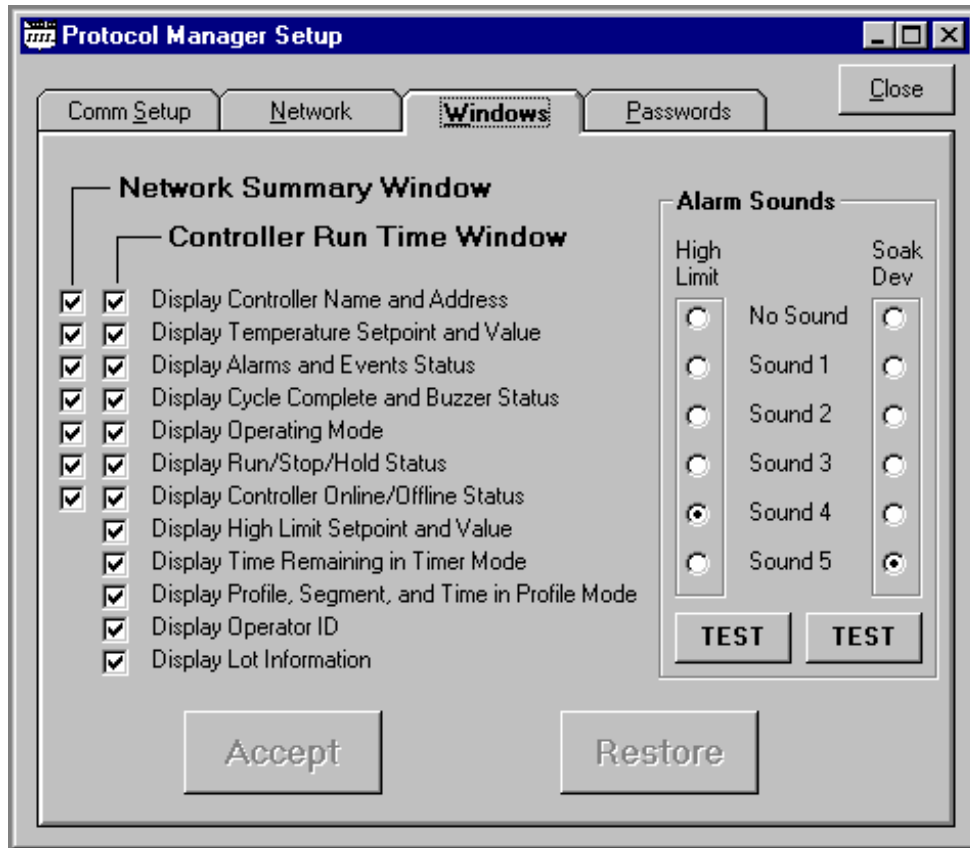 Protocol Manager Setup
Close
Comm Setup
Network
Windows
Passwords
Network Summary Window
Controller Run Time Window
Display Controller Name and Address
Display Temperature Setpoint and Value
Display Alarms and Events Status
Display Cycle Complete and Buzzer Status
Display Operating Mode
Display Run/Stop/Hold Status
Display Controller Online/Offline Status
Display High Limit Setpoint and Value
Display Time Remaining in Timer Mode
Display Profile, Segment, and Time in Profile Mode
Display Operator ID
Display Lot Information
Alarm Sounds
High
Limit
Soak
Dev
No Sound
Sound 1
Sound 2
Sound 3
Sound 4
Sound 5
TEST
TEST
Accept
Restore